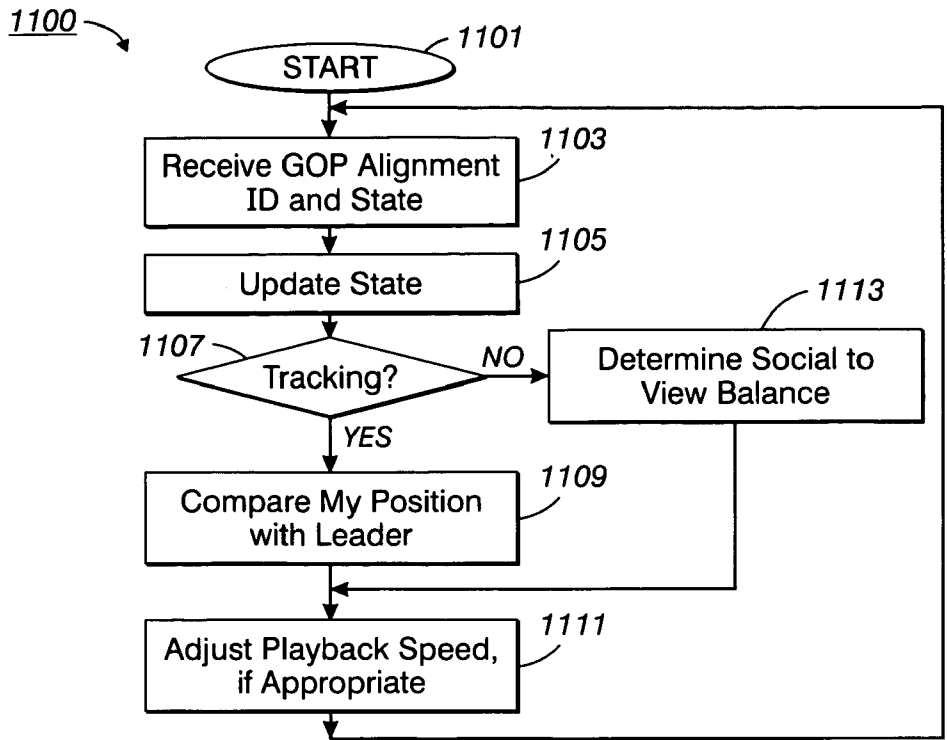 1100
1101
START
1103
Receive GOP Alignment
ID and State
1105
Update State
1113
1107
Tracking?
NO
Determine Social to
View Balance
YES
1109
Compare My Position
with Leader
1111
Adjust Playback Speed,
if Appropriate